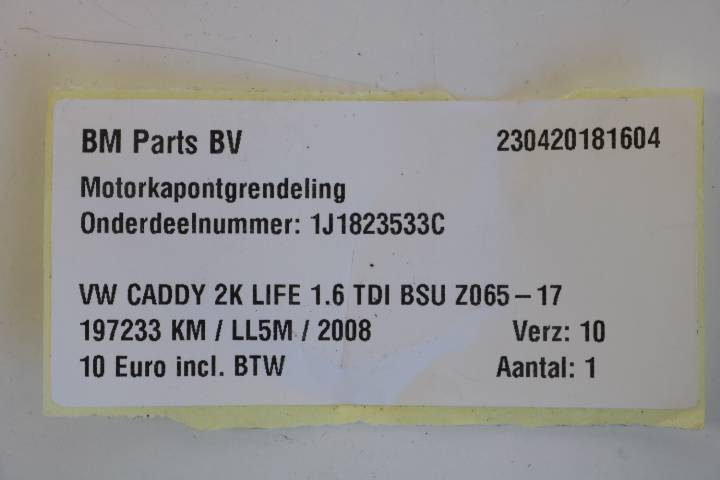 BM Parts BV 230420181604
Motorkapontgrendeling
Onderdeelnummer: 1J1823533C
VW CADDY 2K LIFE 1.6 TDI BSU Z065-17
197233 KM / LL5M / 2008 Verz: 10
10 Euro incl. BTW Aantal: 1